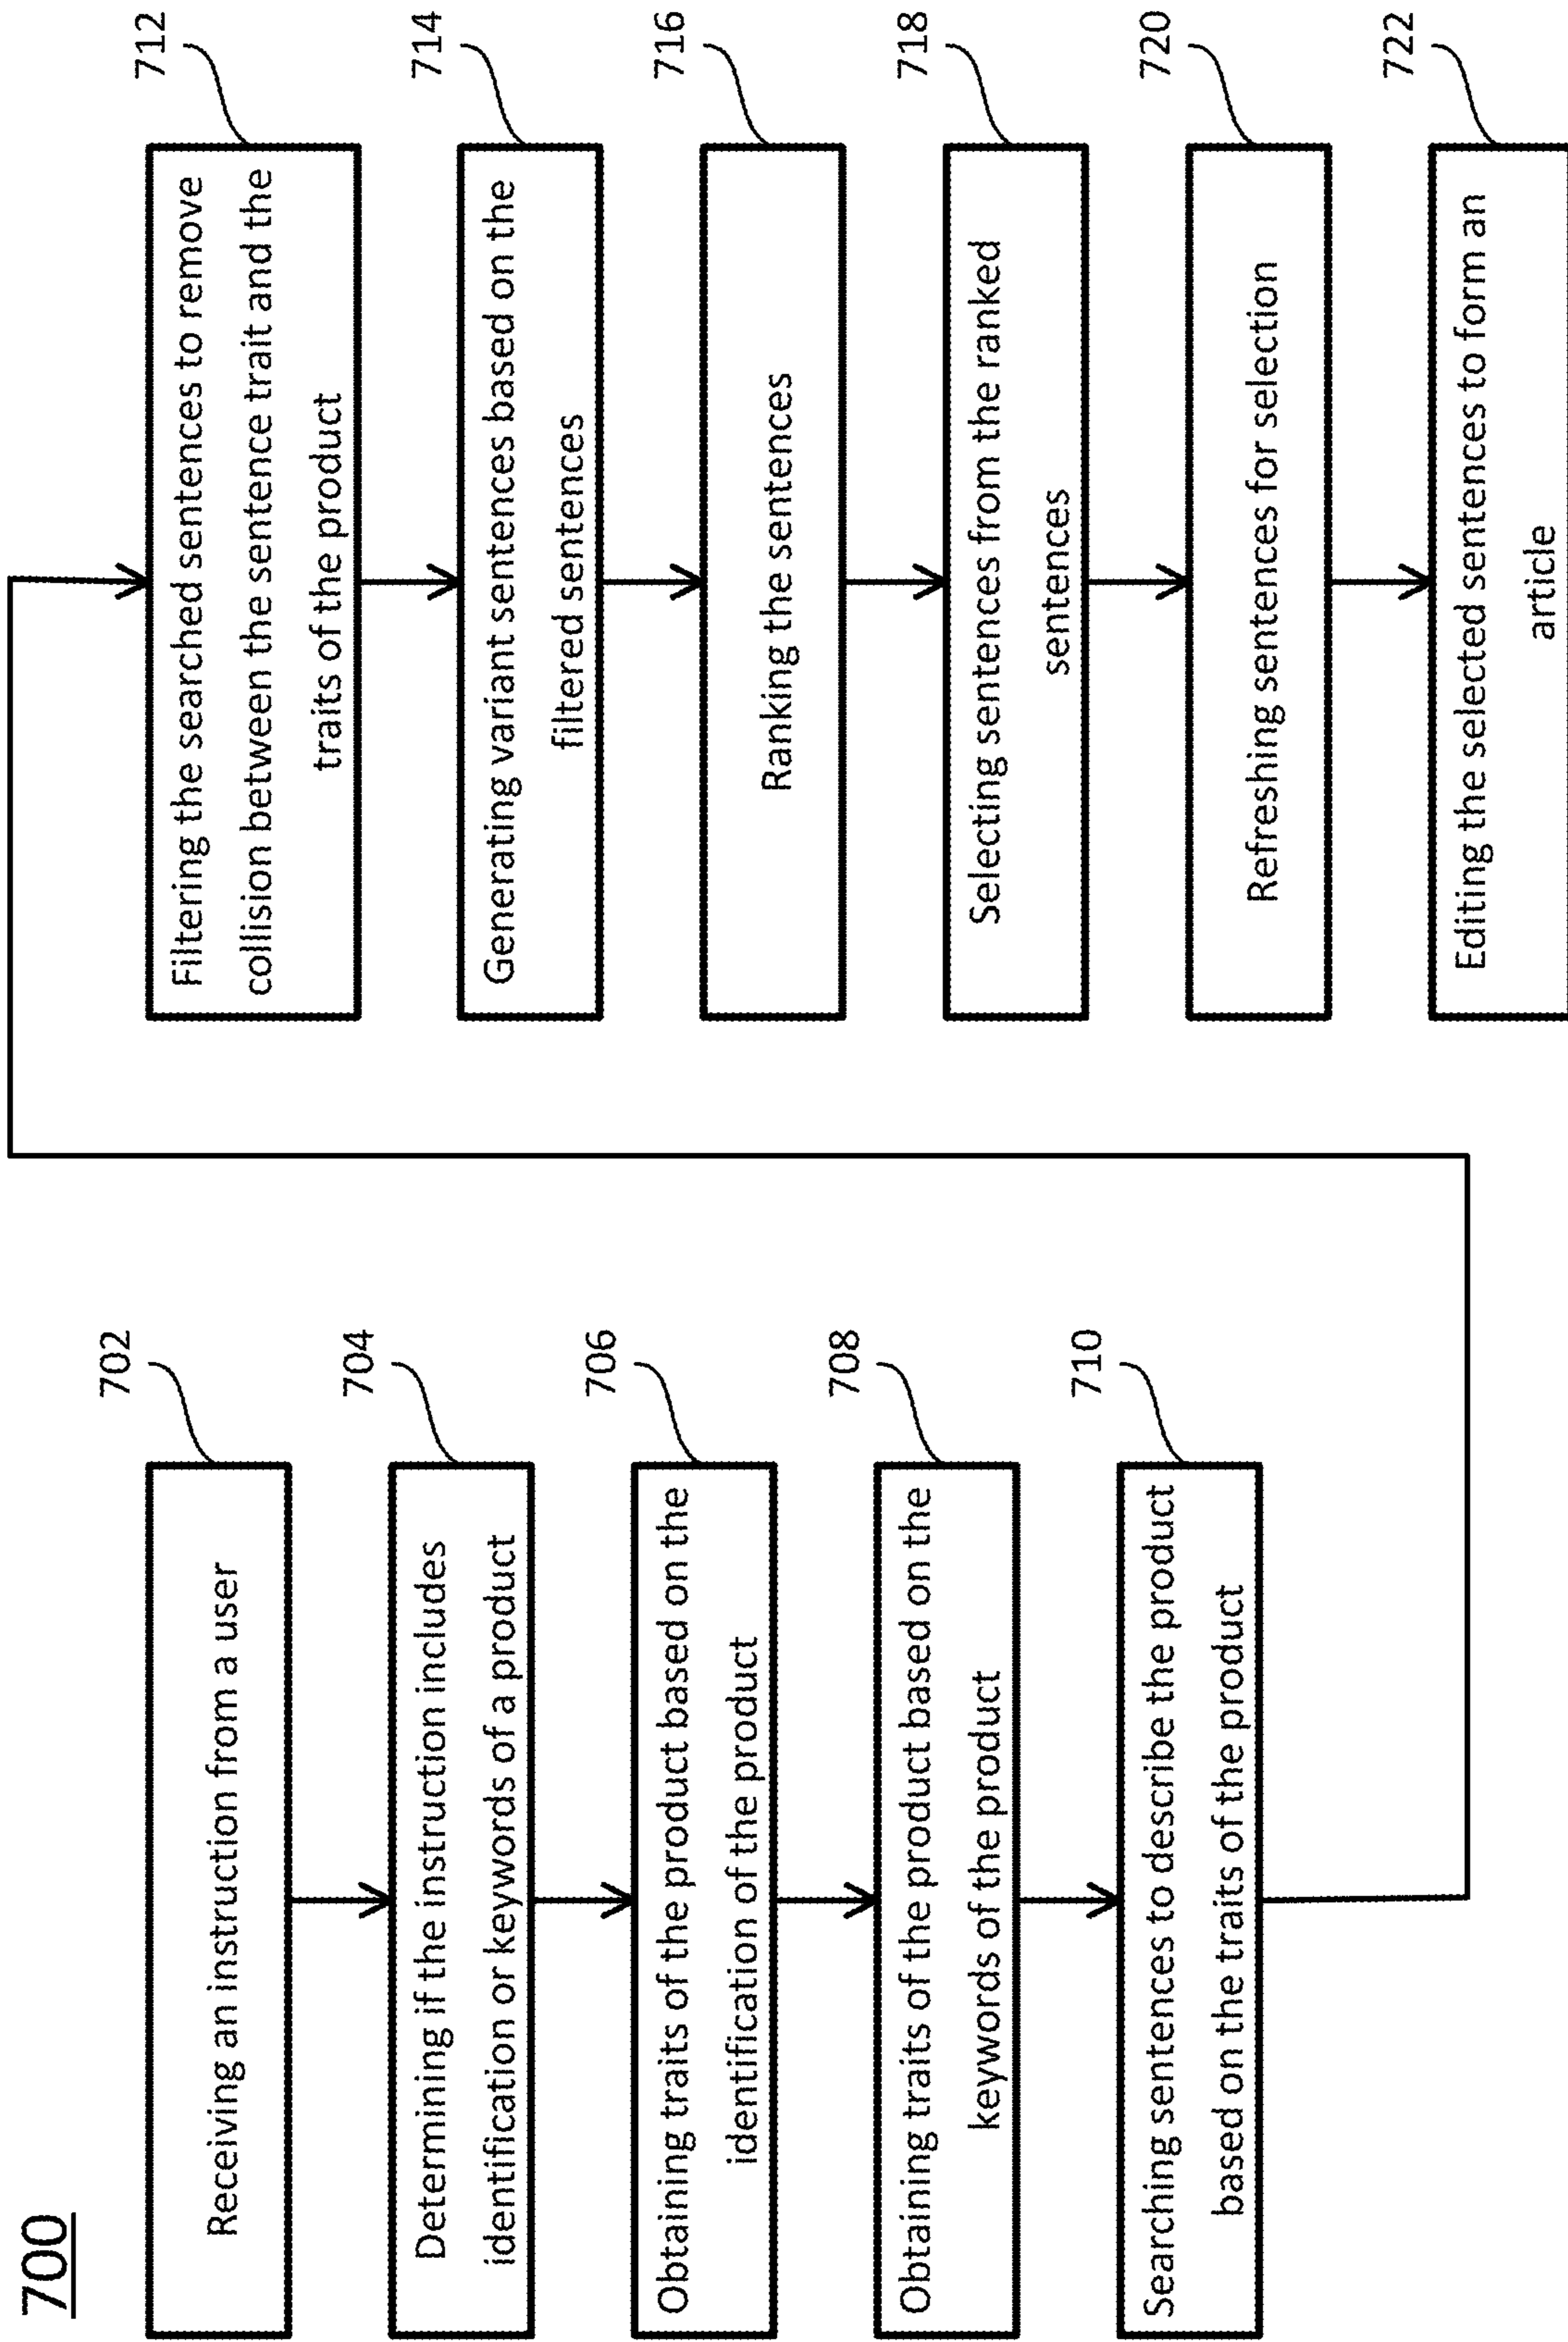 700
Receiving an instruction from a user
702
Determining if the instruction includes
identification or keywords of a product
704
Obtaining traits of the product based on the
identification of the product
706
Obtaining traits of the product based on the
keywords of the product
708
Searching sentences to describe the product
based on the traits of the product
710
Filtering the searched sentences to remove
collision between the sentence trait and the
traits of the product
712
Generating variant sentences based on the
filtered sentences
714
Ranking the sentences
716
Selecting sentences from the ranked
sentences
718
Refreshing sentences for selection
720
Editing the selected sentences to form an
article
722